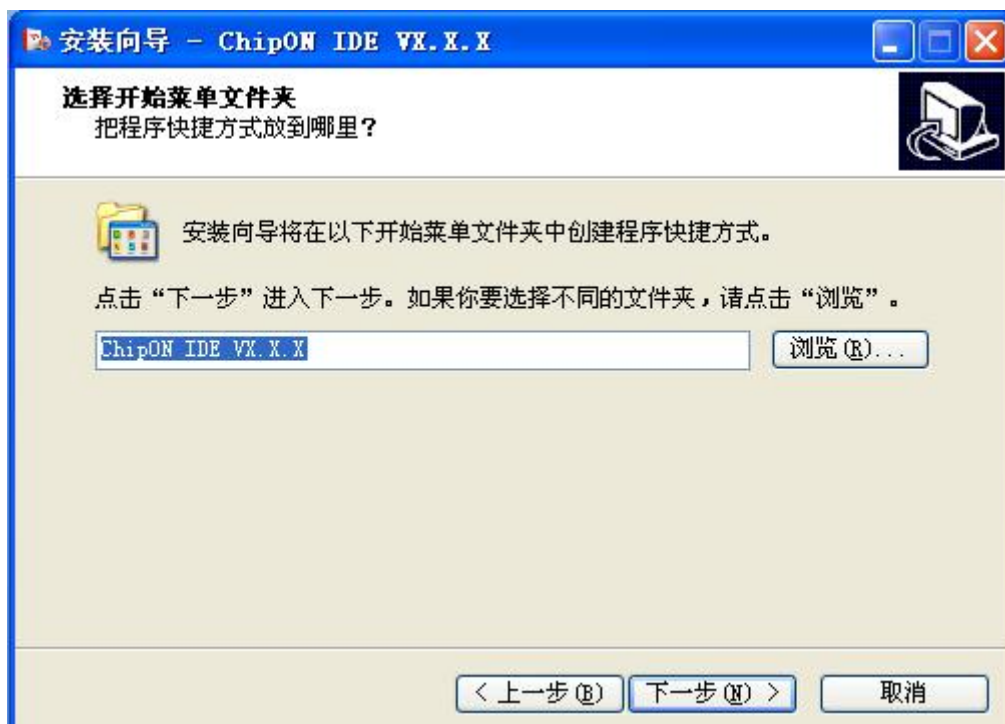 安装向导 - ChipON IDE VX.X.X
选择开始菜单文件夹
把程序快捷方式放到哪里？
安装向导将在以下开始菜单文件夹中创建程序快捷方式。
点击“下一步”进入下一步。如果你要选择不同的文件夹，请点击“浏览”。
ChipON IDE VX.X.X
浏览(R)...
< 上一步(B)
下一步(N) >
取消